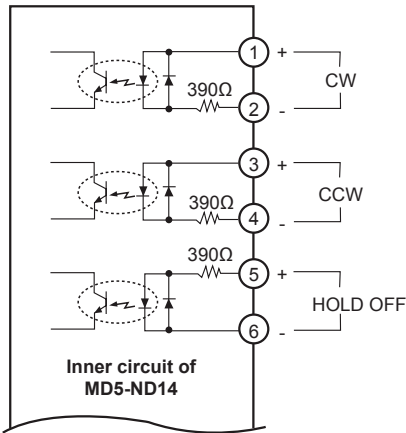 1 +
CW
390Ω
2 -
3 +
CCW
390Ω
4 -
390Ω
5 +
HOLD OFF
6 -
Inner circuit of
MD5-ND14